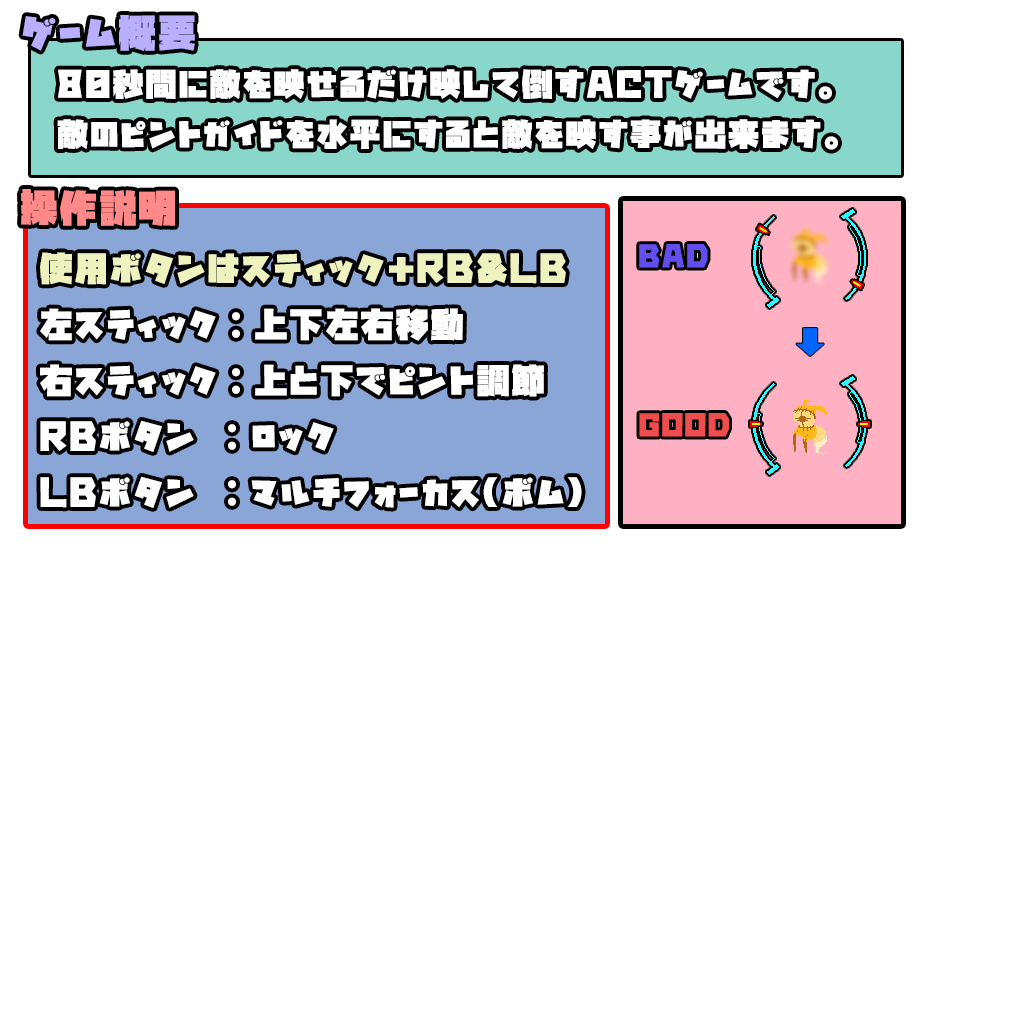 ゲーム概要
80秒間に敵を映せるだけ映して倒すACTゲームです。
敵のピントガイドを水平にすると敵を映す事が出来ます。
操作説明
使用ボタンはスティック+RB&LB
左スティック：上下左右移動
右スティック：上と下でピント調節
RBボタン　：ロック
LBボタン　：マルチフォーカス(ボム)
BAD
GOOD